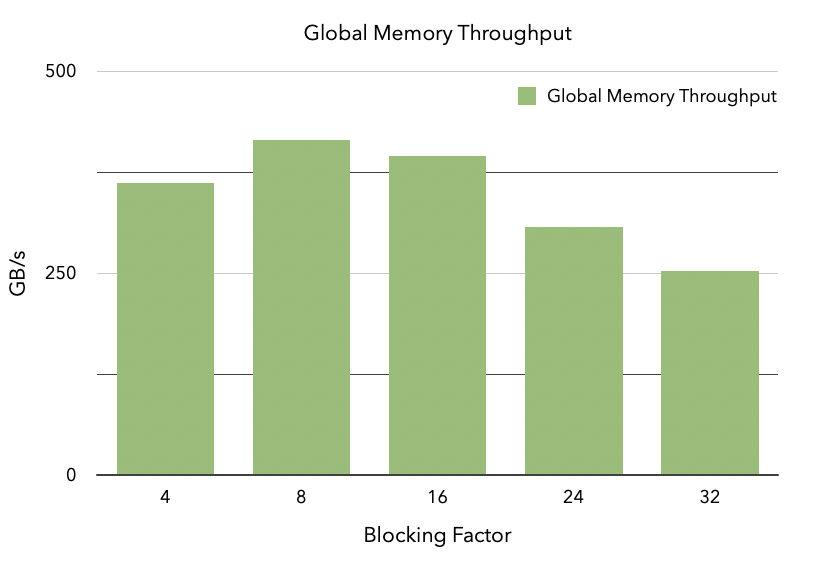 Global Memory Throughput
500
Global Memory Throughput
GB/s
250
0
4 8 16 24 32
Blocking Factor